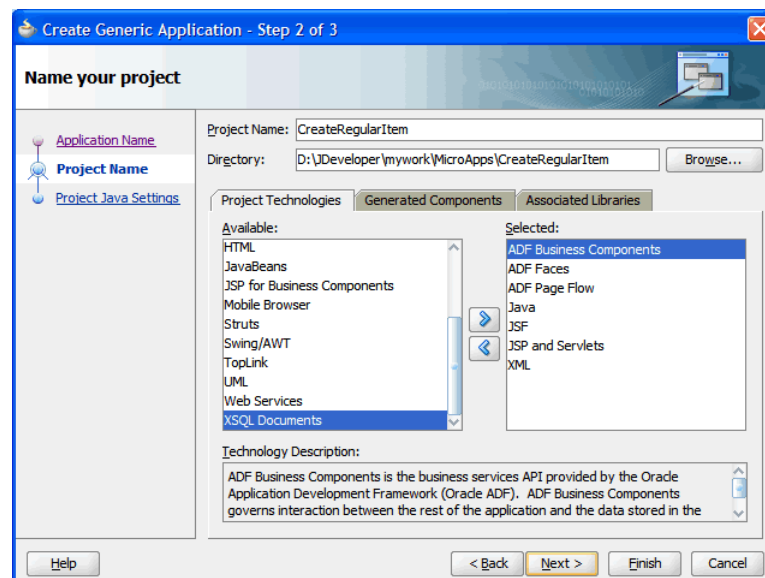 Create Generic Application - Step 2 of 3
Name your project
Application Name
Project Name
Project Java Settings
Project Name: CreateRegularItem
Directory: D:\JDeveloper\mywork\MicroApps\CreateRegularItem Browse...
Project Technologies Generated Components Associated Libraries
Available:
HTML
JavaBeans
JSP for Business Components
Mobile Browser
Struts
Swing/AWT
TopLink
UML
Web Services
XSQL Documents
Selected:
ADF Business Components
ADF Faces
ADF Page Flow
Java
JSF
JSP and Servlets
XML
Technology Description:
ADF Business Components is the business services API provided by the Oracle
Application Development Framework (Oracle ADF). ADF Business Components
governs interaction between the rest of the application and the data stored in the
Help < Back Next > Finish Cancel